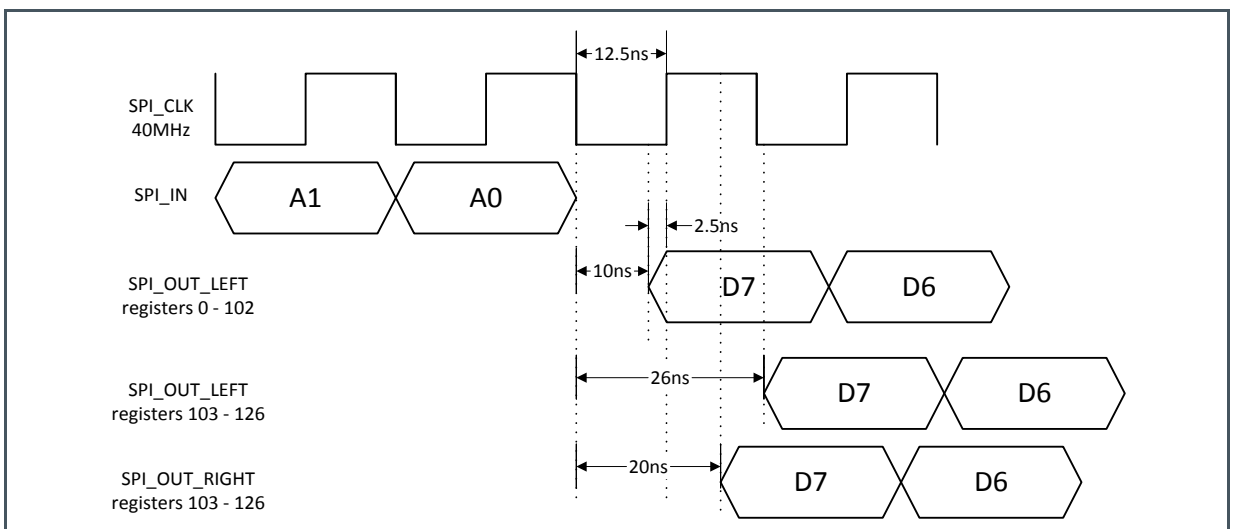 12.5ns
SPI_CLK
40MHz
SPI_IN
A1
A0
2.5ns
SPI_OUT_LEFT
registers 0 - 102
10ns
D7
D6
SPI_OUT_LEFT
registers 103 - 126
26ns
D7
D6
SPI_OUT_RIGHT
registers 103 - 126
20ns
D7
D6